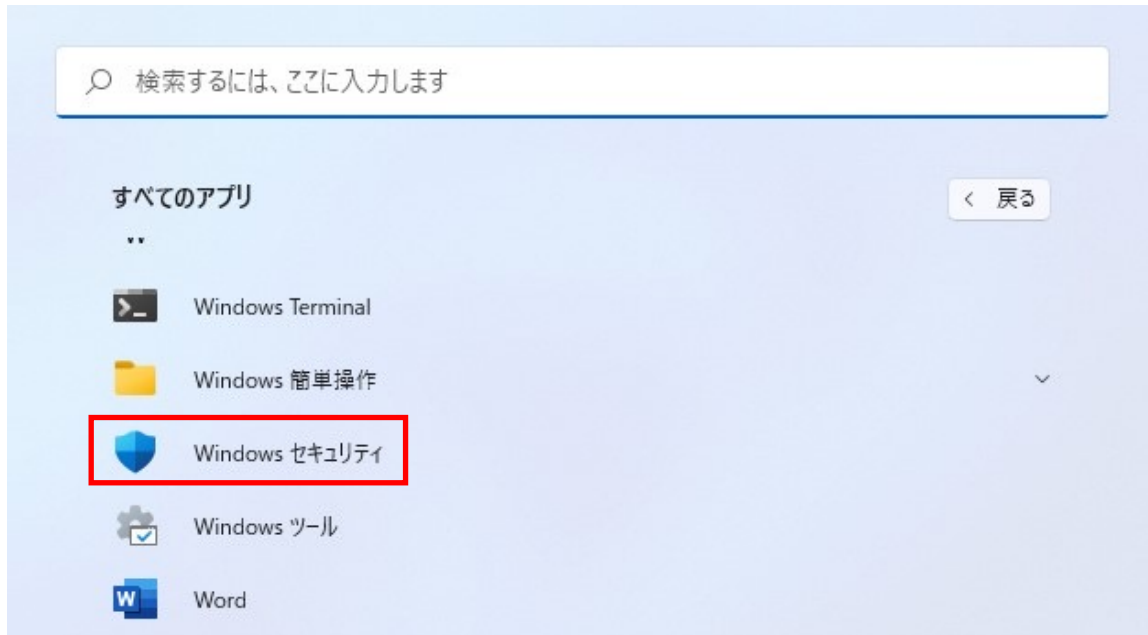 検索するには、ここに入力します
すべてのアプリ
戻る
Windows Terminal
Windows 簡単操作
Windows セキュリティ
Windows ツール
Word